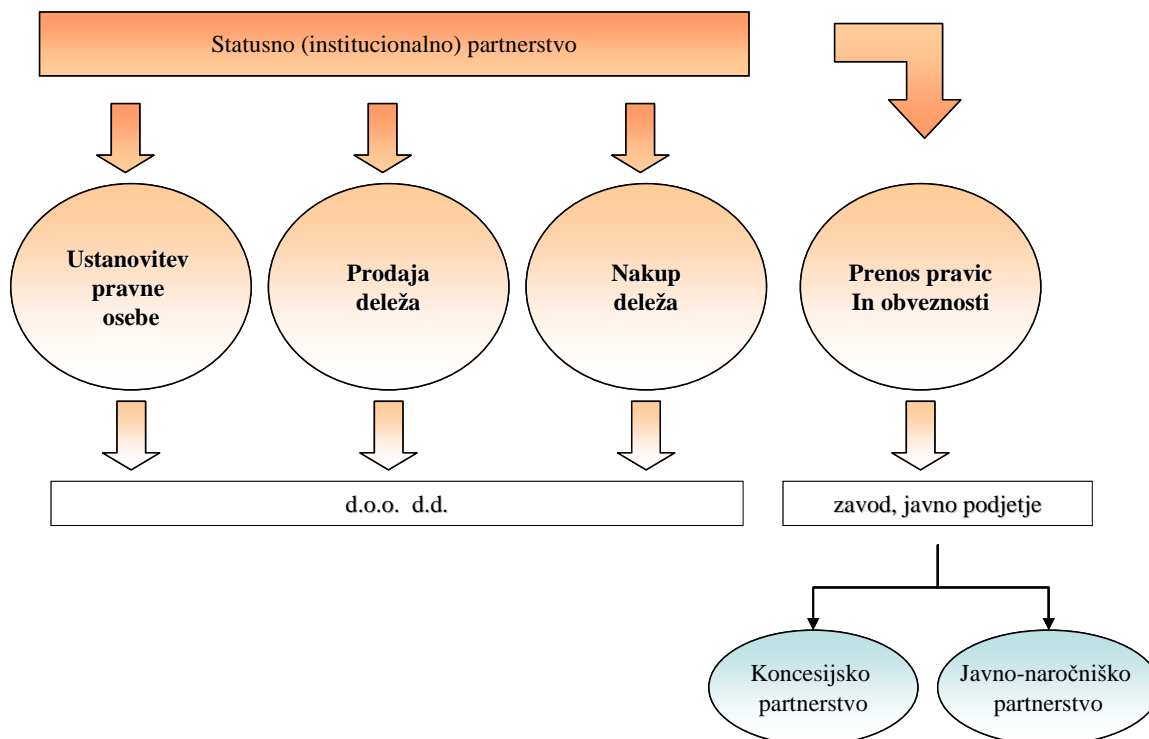 Statusno (institucionalno) partnerstvo
Ustanovitev
pravne
osebe
Prodaja
deleža
Nakup
deleža
Prenos pravic
In obveznosti
d.o.o. d.d.
zavod, javno podjetje
Koncesijsko
partnerstvo
Javno-naročniško
partnerstvo